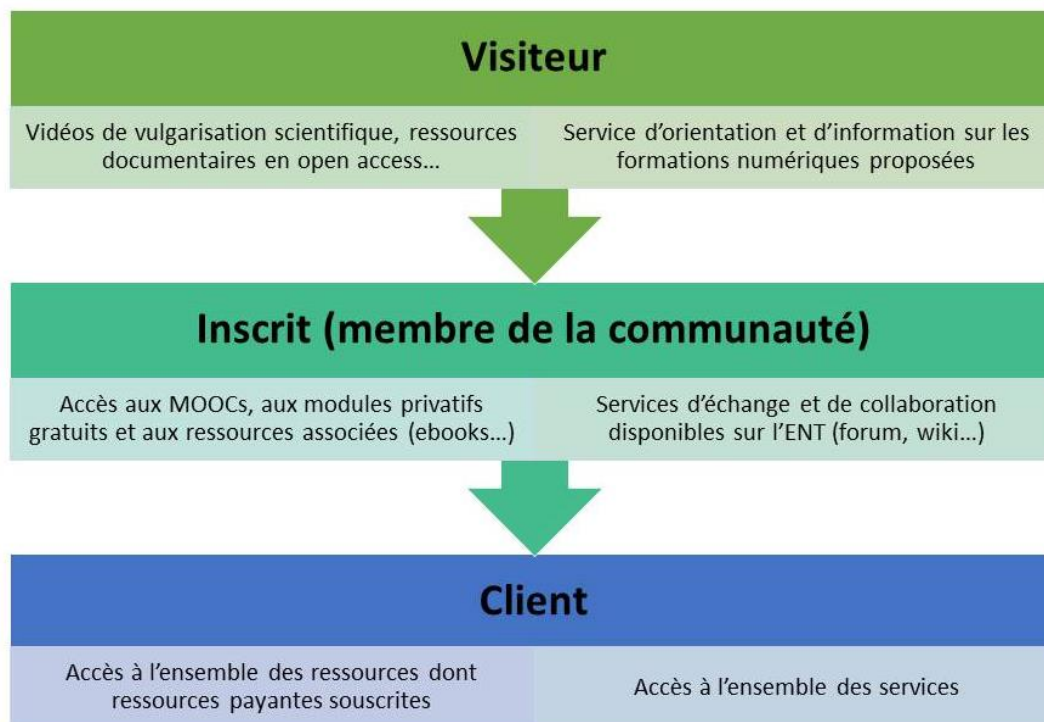 Visiteur
Vidéos de vulgarisation scientifique, ressources
documentaires en open access...
Service d'orientation et d'information sur les
formations numériques proposées
Inscrit (membre de la communauté)
Accès aux MOOCs, aux modules privatifs
gratuits et aux ressources associées (ebooks...)
Services d'échange et de collaboration
disponibles sur l'ENT (forum, wiki...)
Client
Accès à l'ensemble des ressources dont
ressources payantes souscrites
Accès à l'ensemble des services